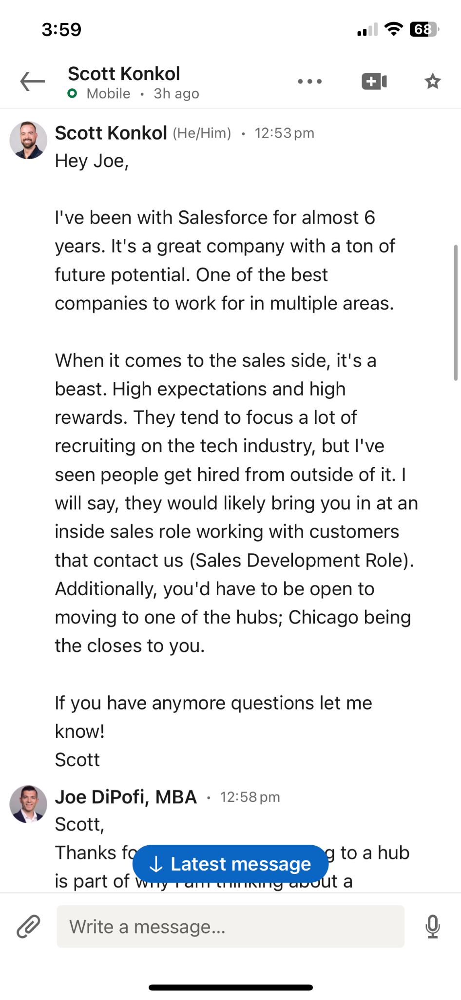 3:59
68
Scott Konkol
Mobile • 3h ago
Scott Konkol (He/Him) • 12:53 pm
Hey Joe,
I've been with Salesforce for almost 6
years. It's a great company with a ton of
future potential. One of the best
companies to work for in multiple areas.
When it comes to the sales side, it's a
beast. High expectations and high
rewards. They tend to focus a lot of
recruiting on the tech industry, but I've
seen people get hired from outside of it. I
will say, they would likely bring you in at an
inside sales role working with customers
that contact us (Sales Development Role).
Additionally, you'd have to be open to
moving to one of the hubs; Chicago being
the closes to you.
If you have anymore questions let me
know!
Scott
Joe DiPofi, MBA • 12:58 pm
Scott,
Thanks to a hub
↓ Latest message
is part of why I am thinking about a
Write a message...